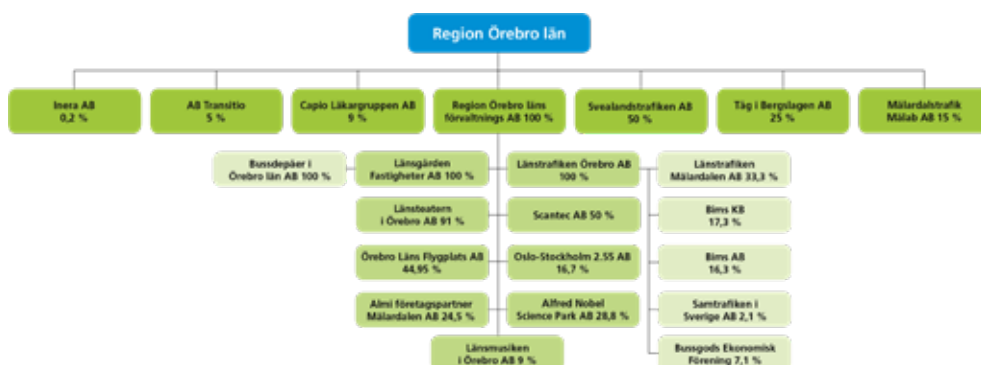 Region Örebro län
Inera AB
0,2 %
AB Transitio
5 %
Capio Läkargruppen AB
9 %
Region Örebro läns
förvaltnings AB 100 %
Svealandstrafiken AB
50 %
Tåg i Bergslagen AB
25 %
Mälardalstrafik
Mälab AB 15 %
Bussdepåer i
Örebro län AB 100 %
Länsgården
Fastigheter AB 100 %
Länstrafiken Örebro AB
100 %
Länstrafiken
Mälardalen AB 33,3 %
Länsteatern
i Örebro AB 91 %
Scantec AB 50 %
Bims KB
17,3 %
Örebro Läns Flygplats AB
44,95 %
Oslo-Stockholm 2.55 AB
16,7 %
Bims AB
16,3 %
Almi företagspartner
Mälardalen AB 24,5 %
Alfred Nobel
Science Park AB 28,8 %
Samtrafiken i
Sverige AB 2,1 %
Länsmusiken
i Örebro AB 9 %
Bussgods Ekonomisk
Förening 7,1 %